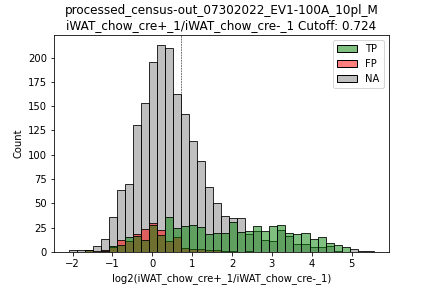 processed_census-out_07302022_EV1-100A_10pl_M
iWAT_chow_cre+_1/iWAT_chow_cre-_1 Cutoff: 0.724
TP
FP
NA
200
175
150
125
100
75
50
25
0
Count
−2 −1 0 1 2 3 4 5
log2(iWAT_chow_cre+_1/iWAT_chow_cre-_1)